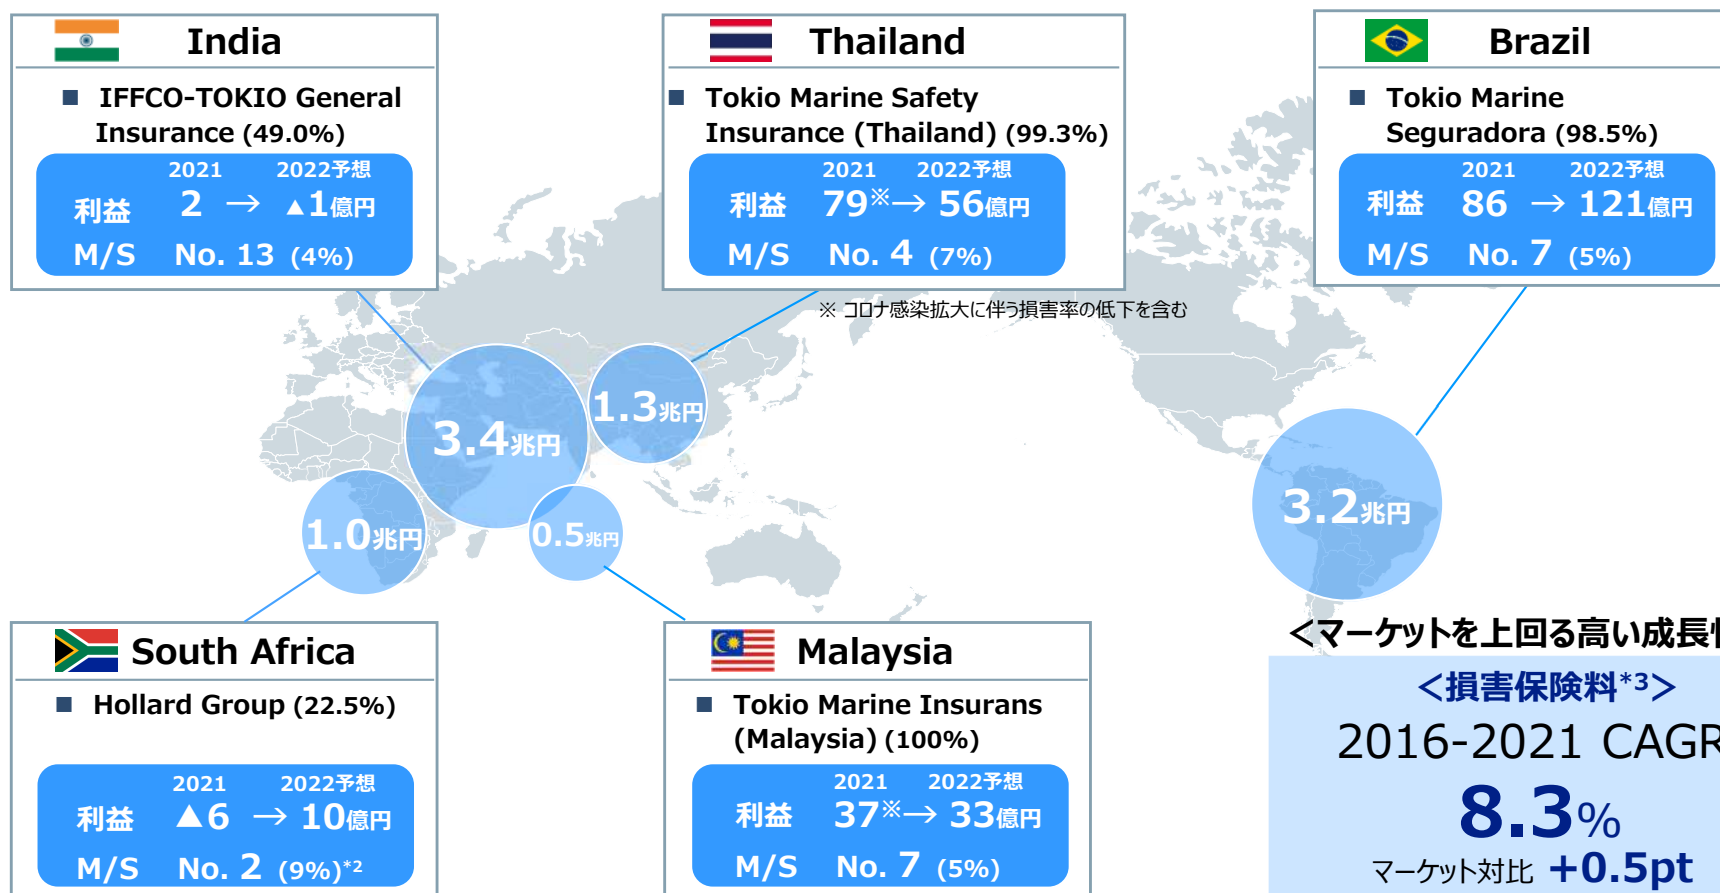 India
■ IFFCO-TOKIO General
Insurance (49.0%)
2021 2022予想
利益 2 → ▲1億円
M/S No. 13 (4%)
Thailand
■ Tokio Marine Safety
Insurance (Thailand) (99.3%)
2021 2022予想
利益 79※→ 56億円
M/S No. 4 (7%)
※ コロナ感染拡大に伴う損害率の低下を含む
Brazil
■ Tokio Marine
Seguradora (98.5%)
2021 2022予想
利益 86 → 121億円
M/S No. 7 (5%)
3.4兆円
1.3兆円
1.0兆円
0.5兆円
3.2兆円
South Africa
■ Hollard Group (22.5%)
2021 2022予想
利益 ▲6 → 10億円
M/S No. 2 (9%)*2
Malaysia
■ Tokio Marine Insurans
(Malaysia) (100%)
2021 2022予想
利益 37※→ 33億円
M/S No. 7 (5%)
<マーケットを上回る高い成長
<損害保険料*3>
2016-2021 CAGR
8.3%
マーケット対比 +0.5pt